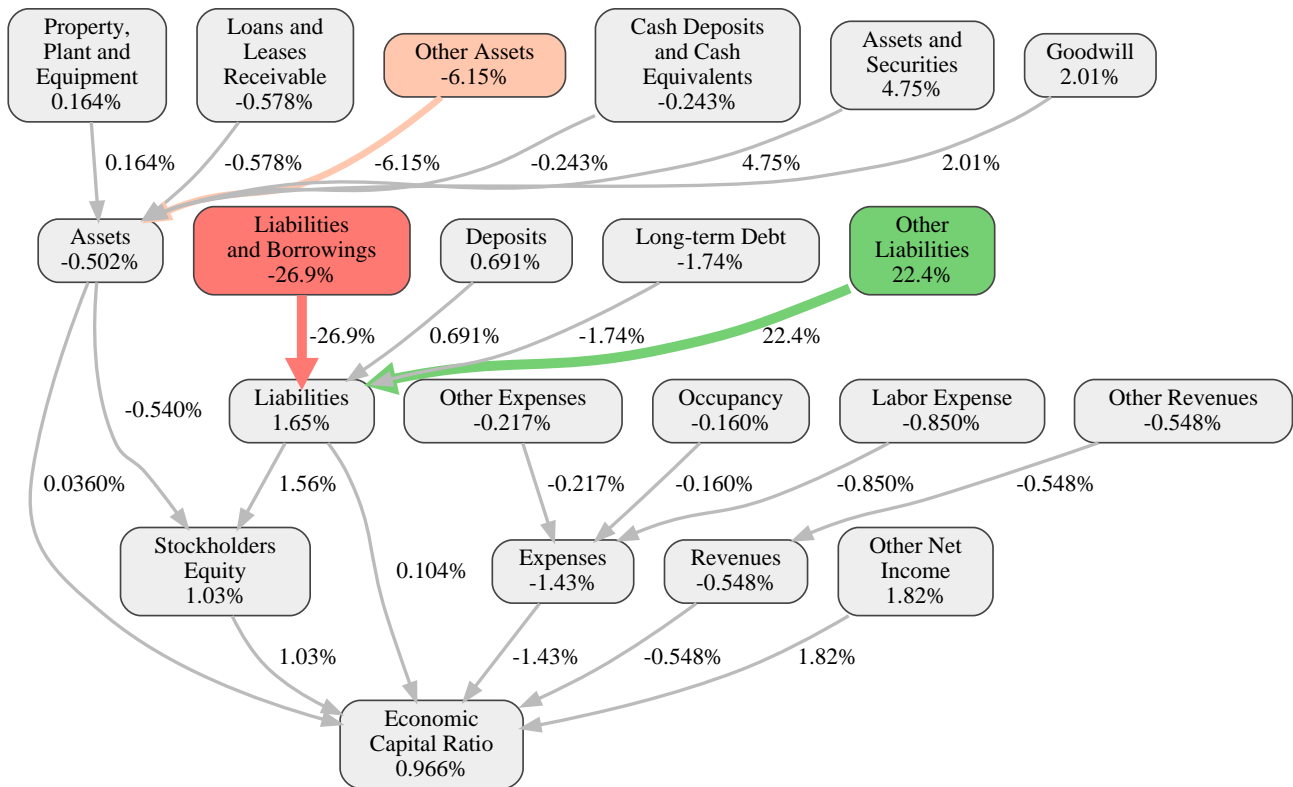 Property,
Plant and
Equipment
0.164%
Loans and
Leases
Receivable
-0.578%
Other Assets
-6.15%
Cash Deposits
and Cash
Equivalents
-0.243%
Assets and
Securities
4.75%
Goodwill
2.01%
0.164%
-0.578%
-6.15%
-0.243%
4.75%
2.01%
Assets
-0.502%
Liabilities
and Borrowings
-26.9%
Deposits
0.691%
Long-term Debt
-1.74%
Other
Liabilities
22.4%
-26.9%
0.691%
-1.74%
22.4%
-0.540%
Liabilities
1.65%
Other Expenses
-0.217%
Occupancy
-0.160%
Labor Expense
-0.850%
Other Revenues
-0.548%
0.0360%
1.56%
-0.217%
-0.160%
-0.850%
-0.548%
Stockholders
Equity
1.03%
0.104%
Expenses
-1.43%
Revenues
-0.548%
Other Net
Income
1.82%
1.03%
-1.43%
-0.548%
1.82%
Economic
Capital Ratio
0.966%